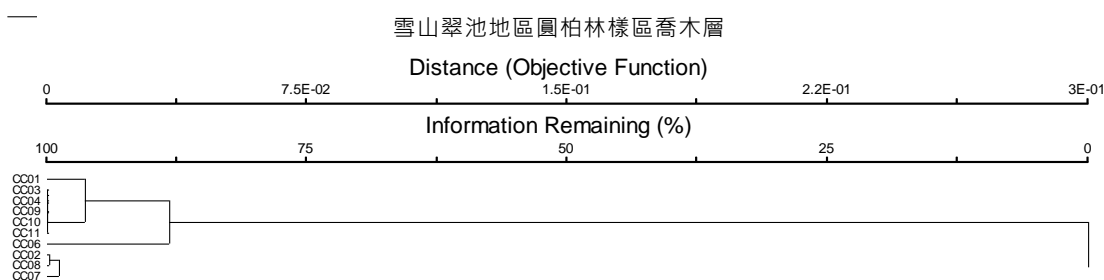 雪山翠池地區圓柏林樣區喬木層
Distance (Objective Function)
0 7.5E-02 1.5E-01 2.2E-01 3E-01
Information Remaining (%)
100 75 50 25 0
CC01
CC03
CC04
CC09
CC10
CC11
CC06
CC02
CC08
CC07